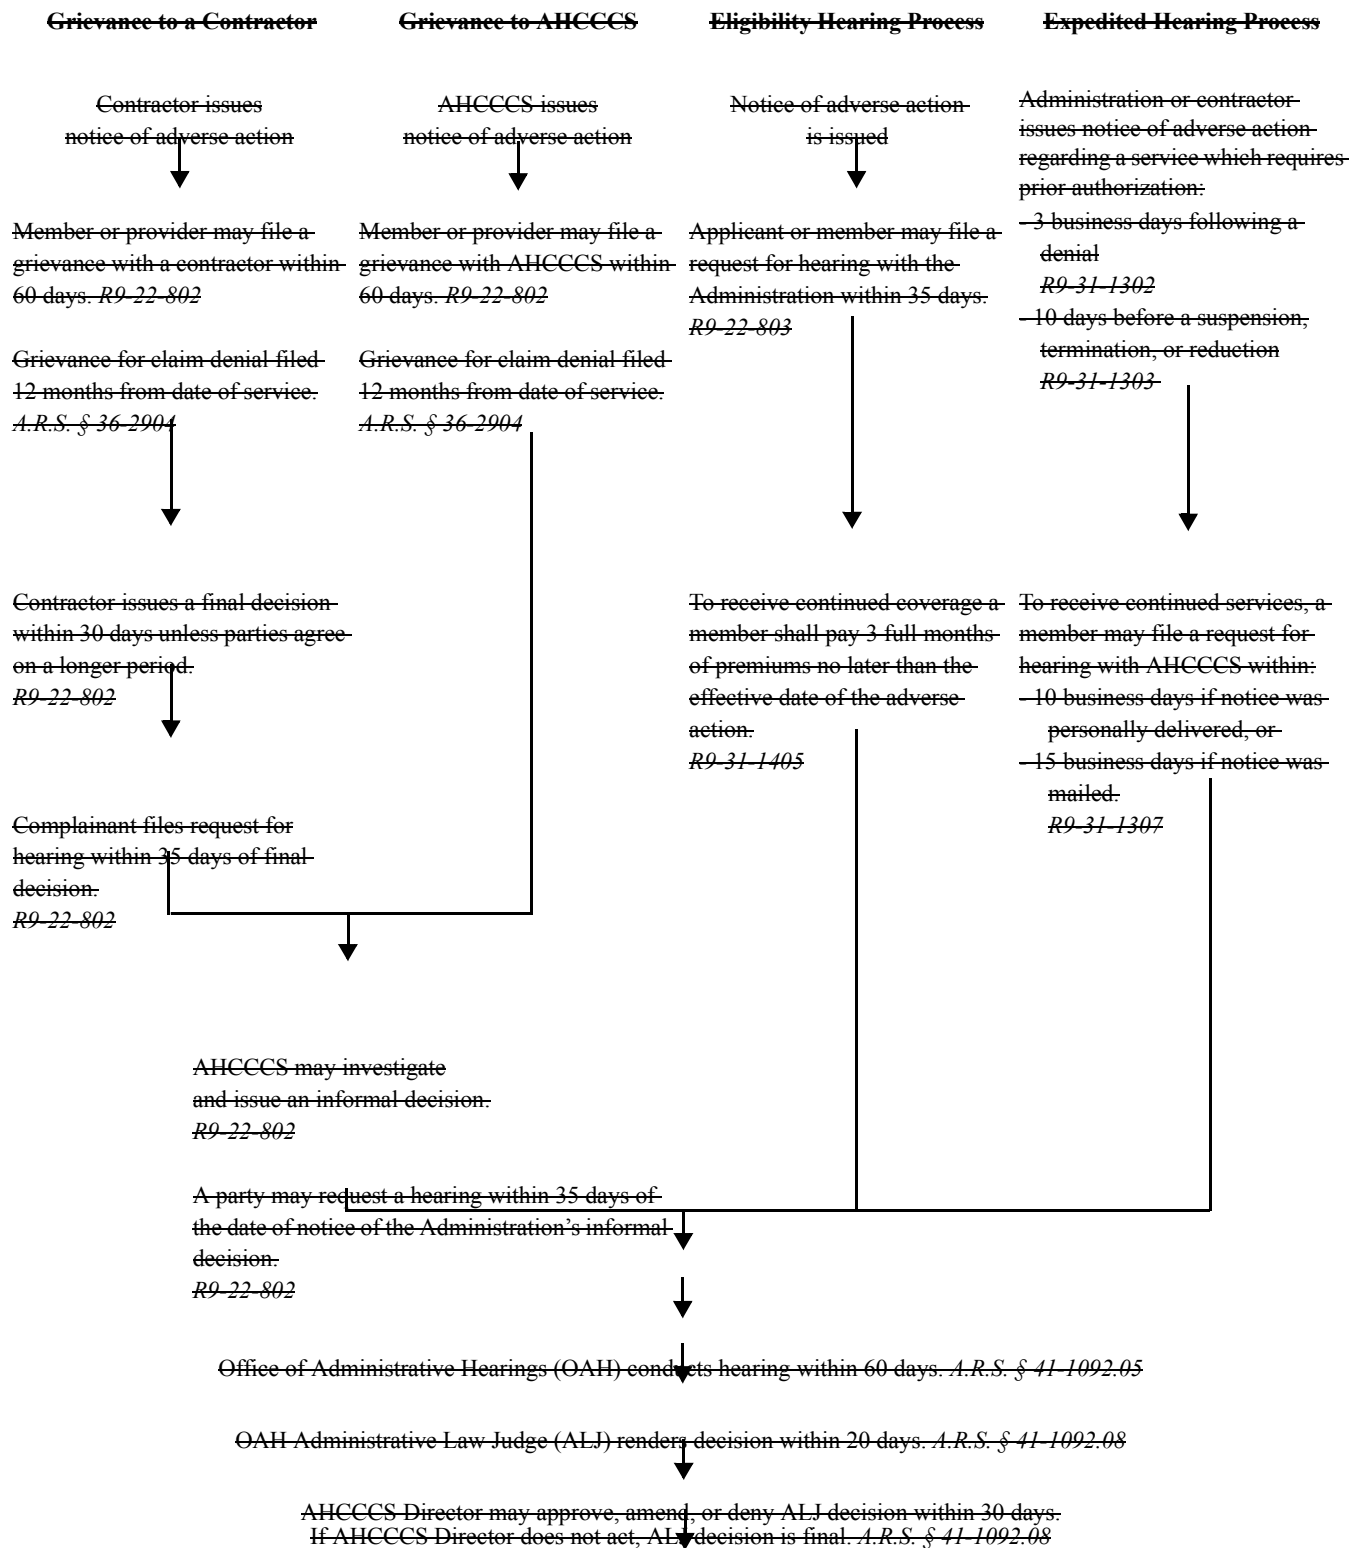 Grievance to a Contractor
Contractor issues
notice of adverse action
Member or provider may file a
grievance with a contractor within
60 days. R9-22-802
Grievance for claim denial filed
12 months from date of service.
A.R.S. § 36-2904
Contractor issues a final decision
within 30 days unless parties agree
on a longer period.
R9-22-802
Complainant files request for
hearing within 35 days of final
decision.
R9-22-802
Grievance to AHCCCS
AHCCCS issues
notice of adverse action
Member or provider may file a
grievance with AHCCCS within
60 days. R9-22-802
Grievance for claim denial filed
12 months from date of service.
A.R.S. § 36-2904
AHCCCS may investigate
and issue an informal decision.
R9-22-802
A party may request a hearing within 35 days of
the date of notice of the Administration's informal
decision.
R9-22-802
Eligibility Hearing Process
Notice of adverse action
is issued
Applicant or member may file a
request for hearing with the
Administration within 35 days.
R9-22-803
To receive continued coverage a
member shall pay 3 full months
of premiums no later than the
effective date of the adverse
action.
R9-31-1405
Expedited Hearing Process
Administration or contractor
issues notice of adverse action
regarding a service which requires
prior authorization:
- 3 business days following a
denial
R9-31-1302
- 10 days before a suspension,
termination, or reduction
R9-31-1303
To receive continued services, a
member may file a request for
hearing with AHCCCS within:
- 10 business days if notice was
personally delivered, or
- 15 business days if notice was
mailed.
R9-31-1307
Office of Administrative Hearings (OAH) conducts hearing within 60 days. A.R.S. § 41-1092.05
OAH Administrative Law Judge (ALJ) renders decision within 20 days. A.R.S. § 41-1092.08
AHCCCS Director may approve, amend, or deny ALJ decision within 30 days.
If AHCCCS Director does not act, ALJ decision is final. A.R.S. § 41-1092.08